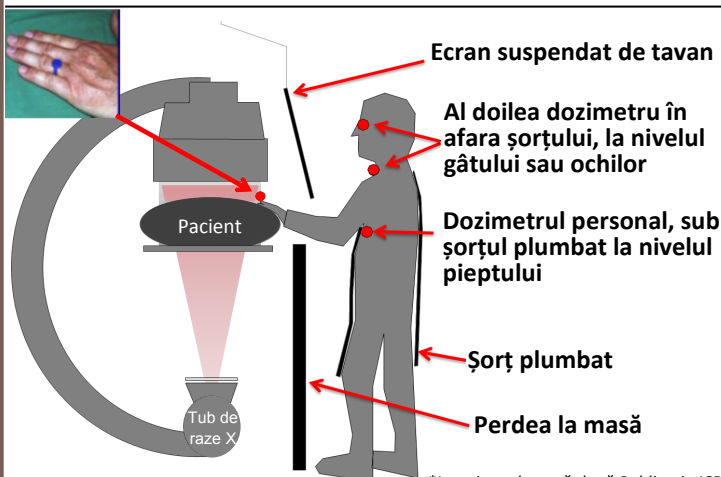 Ecran suspendat de tavan
Al doilea dozimetru în
afara șorțului, la nivelul
gâtului sau ochilor
Pacient
Dozimetrul personal, sub
șorțul plumbat la nivelul
pieptului
Șorț plumbat
Tub de
raze X
Perdea la masă